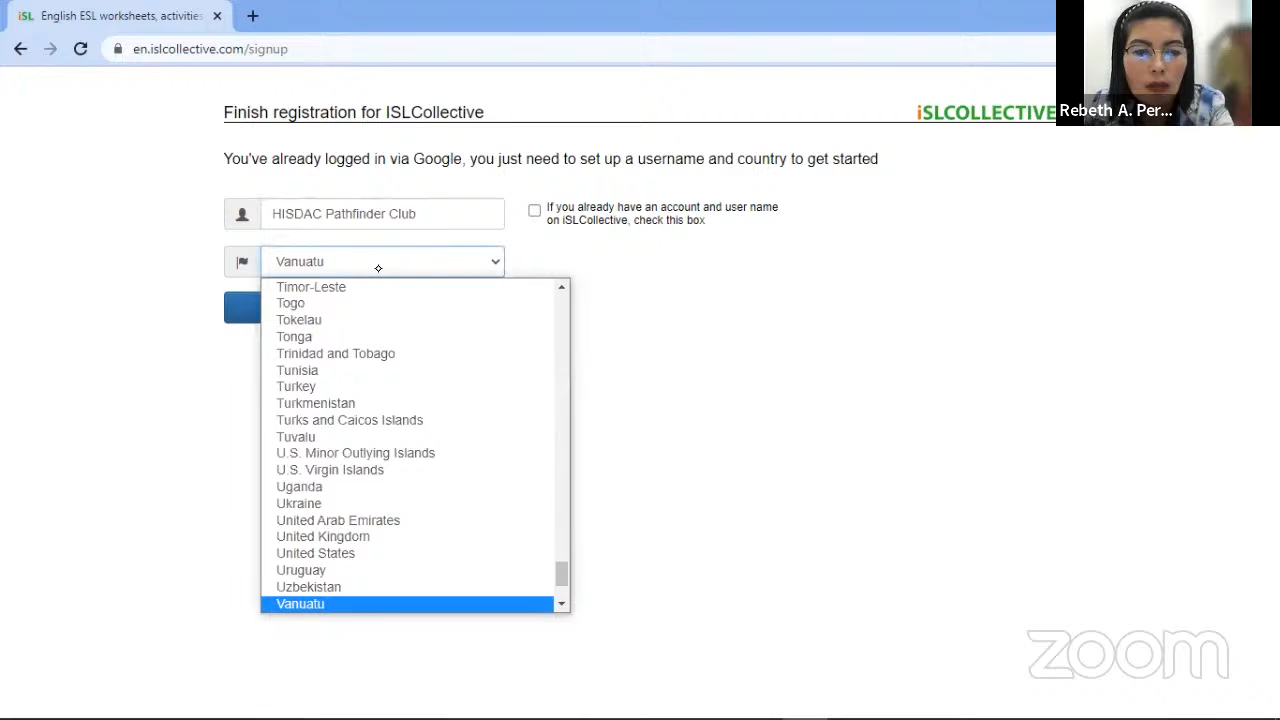 iSL English ESL worksheets, activities
en.islcollective.com/signup
Rebeth A. Per...
Finish registration for ISLCollective
iSLCOLLECTIVE
You've already logged in via Google, you just need to set up a username and country to get started
HISDAC Pathfinder Club
If you already have an account and user name
on iSLCollective, check this box
Vanuatu
Timor-Leste
Togo
Tokelau
Tonga
Trinidad and Tobago
Tunisia
Turkey
Turkmenistan
Turks and Caicos Islands
Tuvalu
U.S. Minor Outlying Islands
U.S. Virgin Islands
Uganda
Ukraine
United Arab Emirates
United Kingdom
United States
Uruguay
Uzbekistan
Vanuatu
zoom